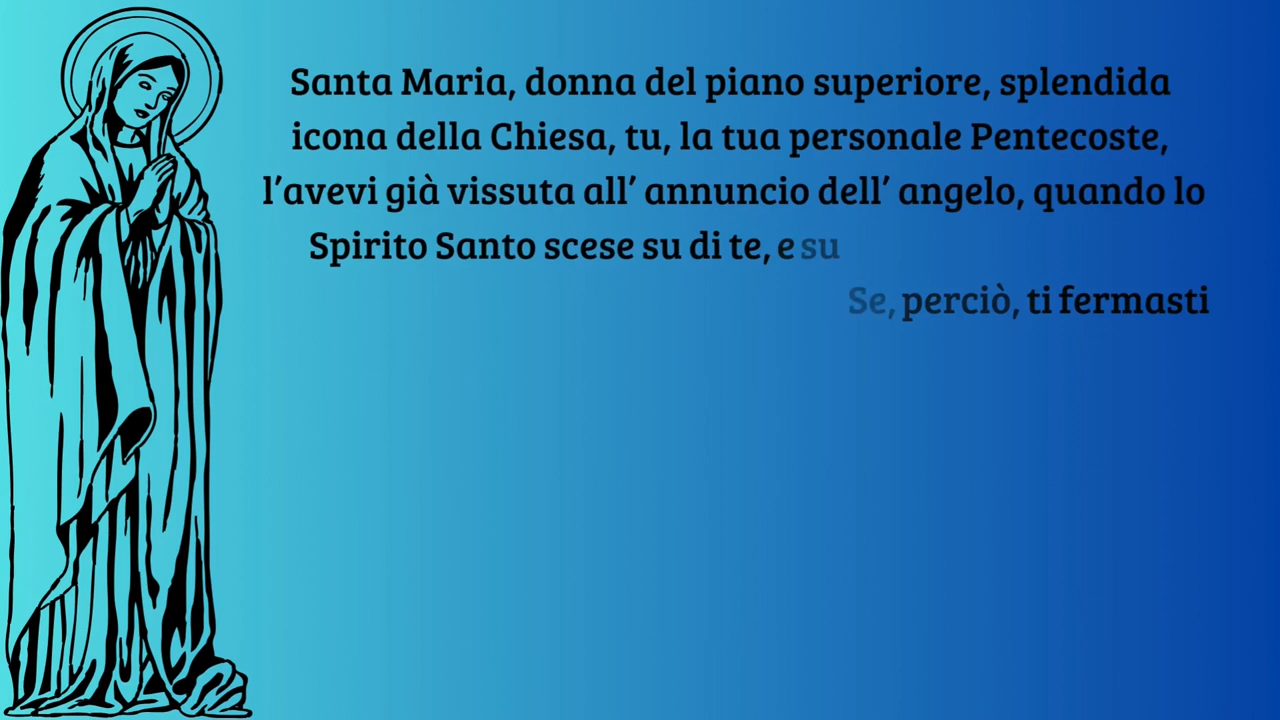 Santa Maria, donna del piano superiore, splendida
icona della Chiesa, tu, la tua personale Pentecoste,
l’avevi già vissuta all’ annuncio dell’ angelo, quando lo
Spirito Santo scese su di te, e su
Se, perciò, ti fermasti